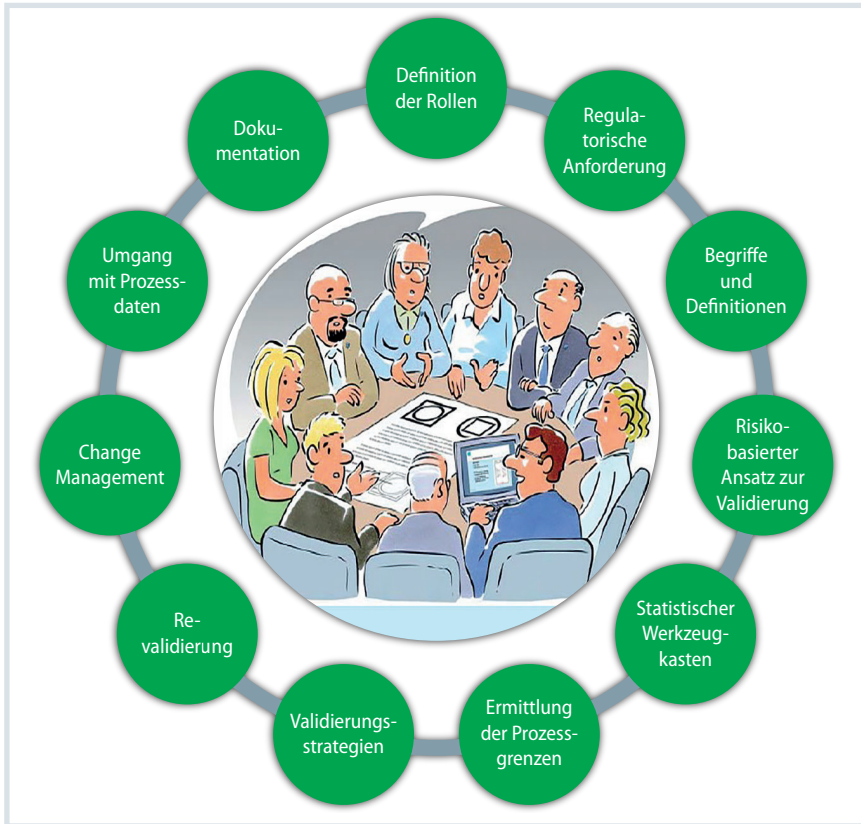 Definition
der Rollen
Regula-
torische
Anforderung
Begriffe
und
Definitionen
Risiko-
basierter
Ansatz zur
Validierung
Statistischer
Werkzeug-
kasten
Ermittlung
der Prozess-
grenzen
Validierungs-
strategien
Re-
validierung
Change
Management
Umgang
mit Prozess-
daten
Doku-
mentation